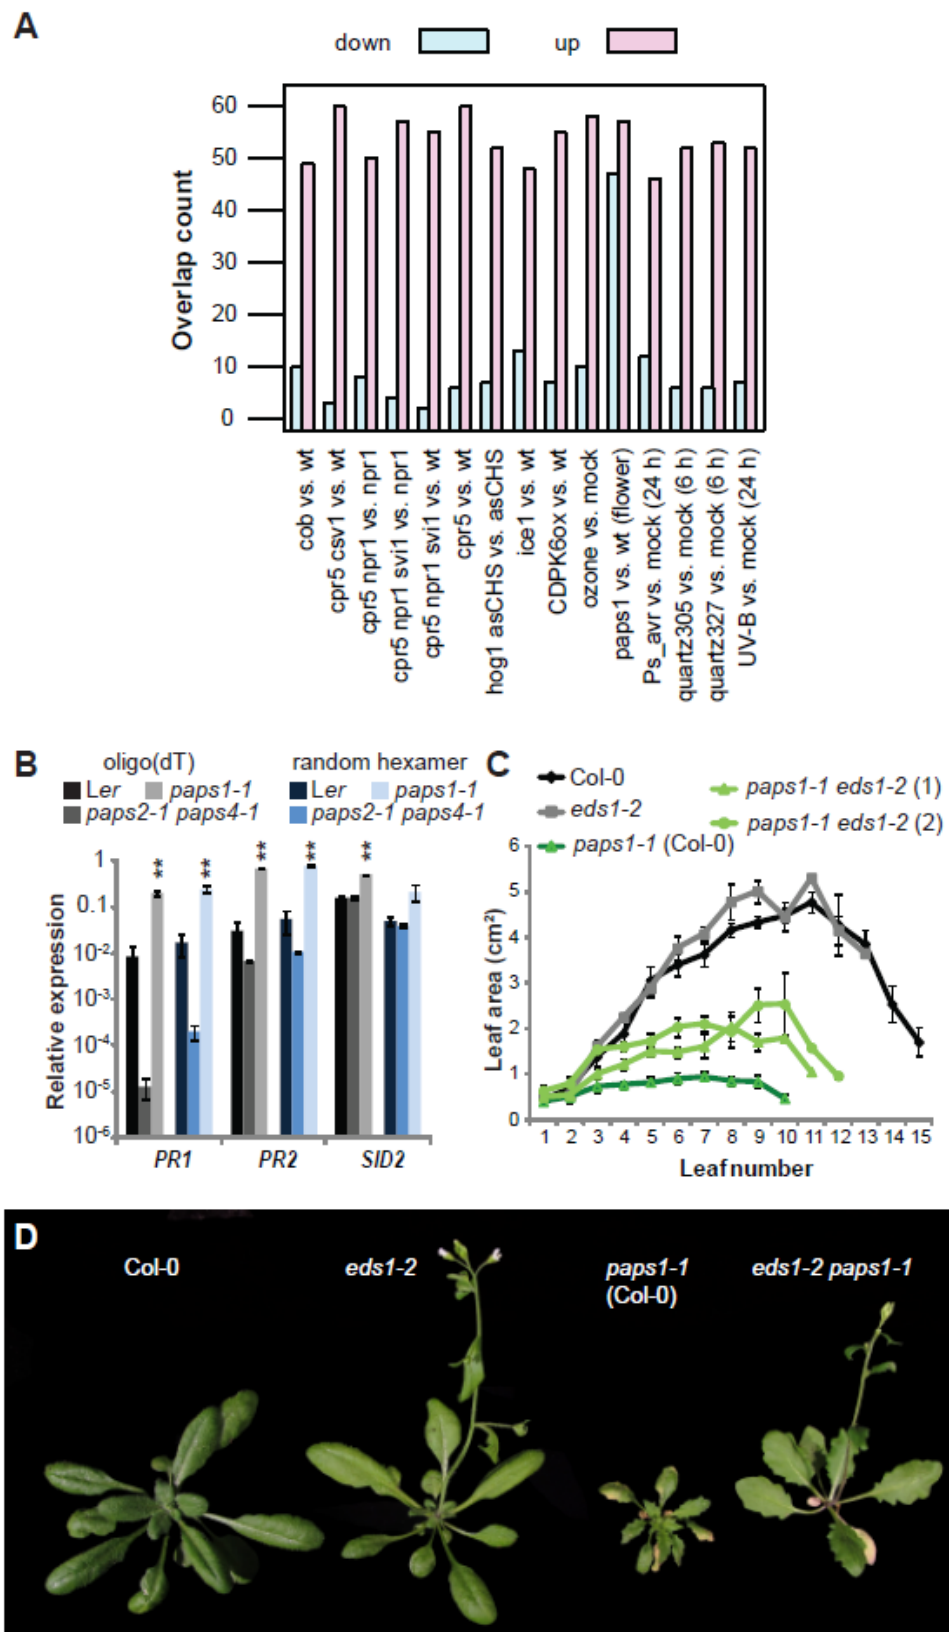 A
down up
Overlap count
60
50
40
30
20
10
0
cob vs. wt
cpr5 csv1 vs. wt
cpr5 npr1 vs. npr1
cpr5 npr1 svi1 vs. npr1
cpr5 npr1 svi1 vs. wt
cpr5 vs. wt
hog1 asCHS vs. asCHS
ice1 vs. wt
CDPK6ox vs. wt
ozone vs. mock
paps1 vs. wt (flower)
Ps_avr vs. mock (24 h)
quartz305 vs. mock (6 h)
quartz327 vs. mock (6 h)
UV-B vs. mock (24 h)
B
oligo(dT) random hexamer
Ler paps1-1 Ler paps1-1
paps2-1 paps4-1 paps2-1 paps4-1
Relative expression
1
0.1
10-2
10-3
10-4
10-5
10-6
** ** ** ** **
PR1 PR2 SID2
C
Col-0
eds1-2
paps1-1 (Col-0)
paps1-1 eds1-2 (1)
paps1-1 eds1-2 (2)
Leaf area (cm²)
6
5
4
3
2
1
0
1 2 3 4 5 6 7 8 9 10 11 12 13 14 15
Leaf number
D
Col-0 eds1-2 paps1-1 eds1-2 paps1-1
(Col-0)